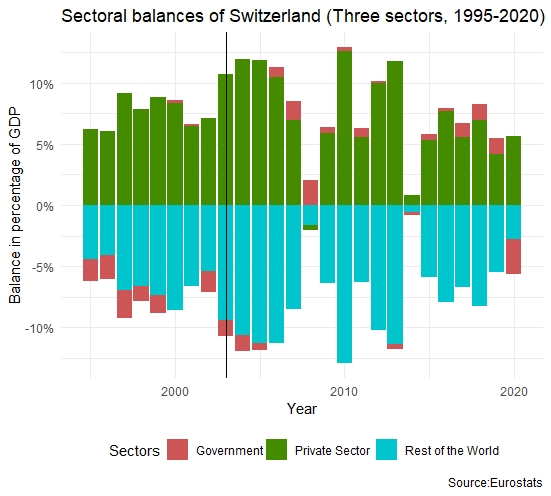 Sectoral balances of Switzerland (Three sectors, 1995-2020)
Balance in percentage of GDP
10%
5%
0%
-5%
-10%
2000 2010 2020
Year
Sectors Government Private Sector Rest of the World
Source:Eurostats